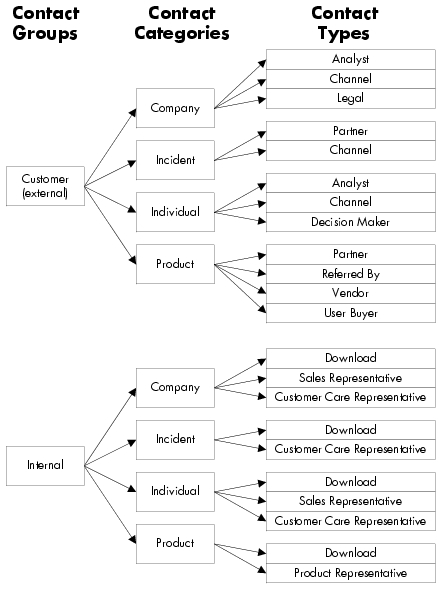 Contact Groups
Contact Categories
Contact Types
Customer
(external)
Company
Analyst
Channel
Legal
Incident
Partner
Channel
Individual
Analyst
Channel
Decision Maker
Product
Partner
Referred By
Vendor
User Buyer
Internal
Company
Download
Sales Representative
Customer Care Representative
Incident
Download
Customer Care Representative
Individual
Download
Sales Representative
Customer Care Representative
Product
Download
Product Representative